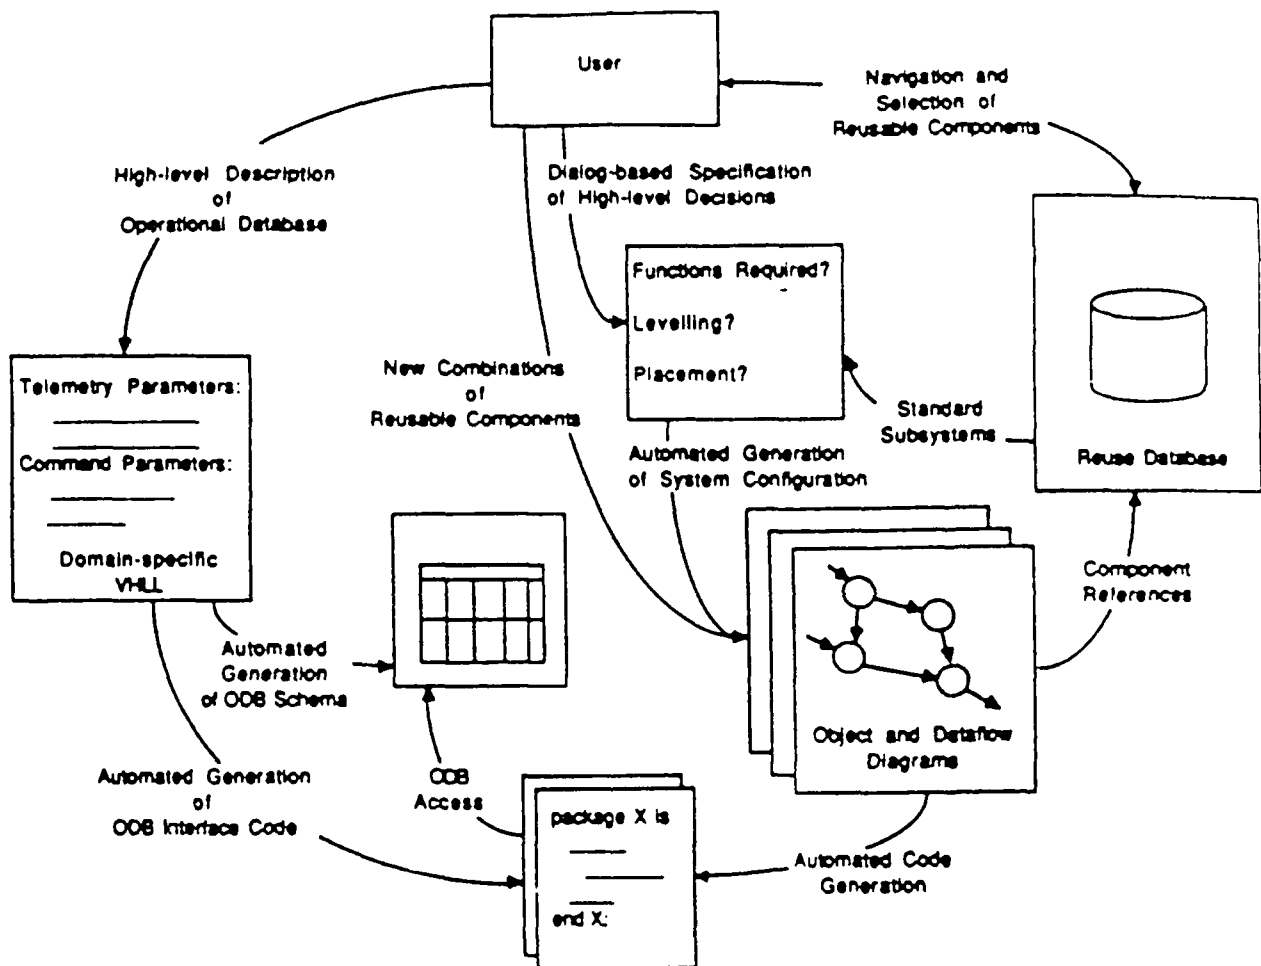 User
Navigation and
Selection of
Reusable Components
High-level Description
of
Operational Database
Dialog-based Specification
of High-level Decisions
Functions Required?
Levelling?
Placement?
Telemetry Parameters:
Command Parameters:
Domain-specific
VHLL
New Combinations
of
Reusable Components
Standard
Subsystems
Reuse Database
Automated Generation
of System Configuration
Component
References
Automated
Generation
of ODB Schema
Object and Dataflow
Diagrams
Automated Generation
of
ODB Interface Code
ODB
Access
package X is
end X;
Automated Code
Generation